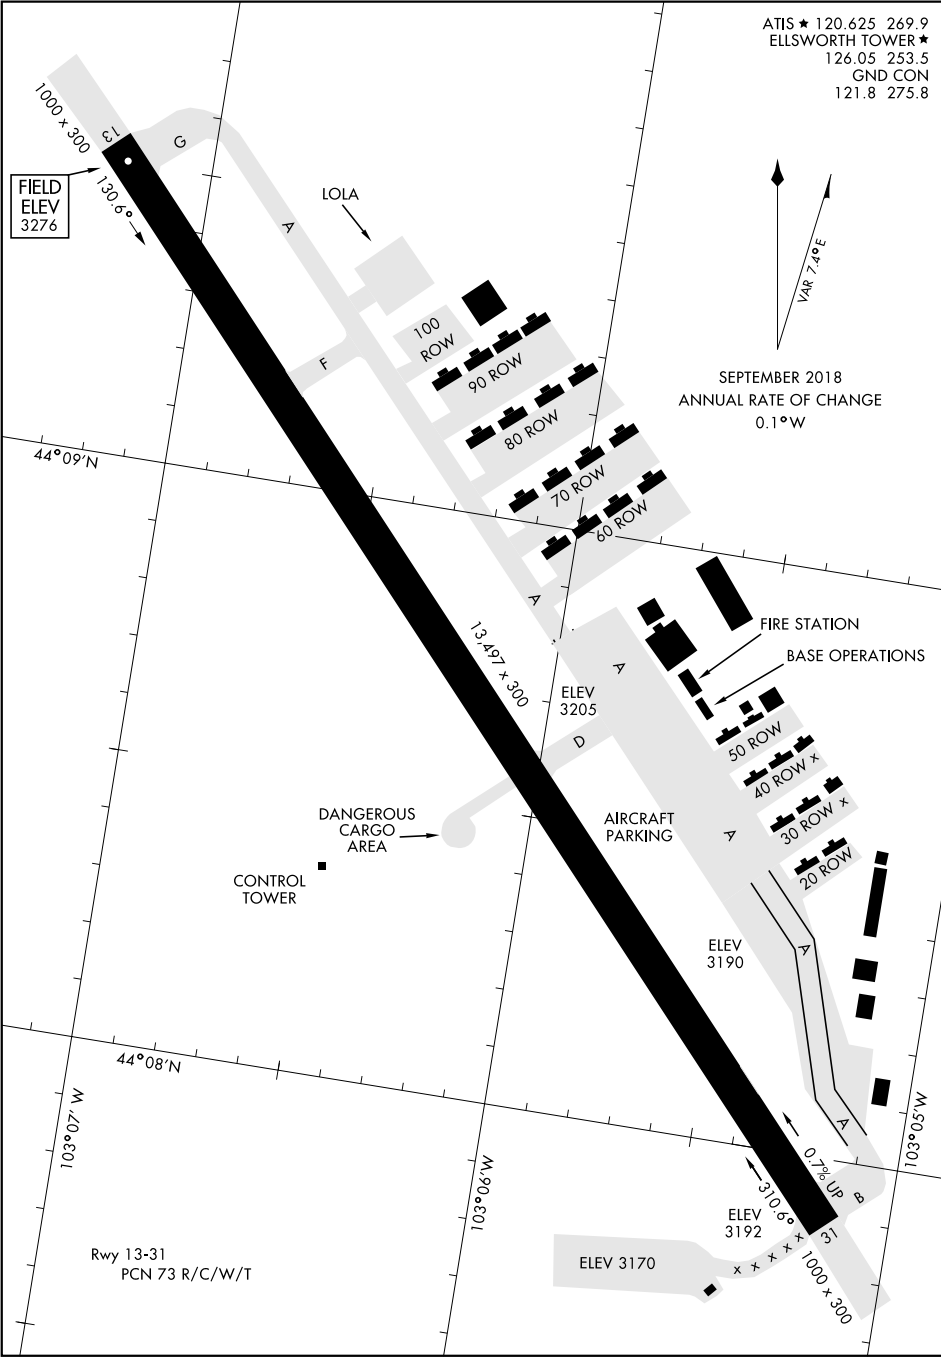 ATIS ★ 120.625 269.9
ELLSWORTH TOWER ★
126.05 253.5
GND CON
121.8 275.8
1000 x 300
13
G
FIELD
ELEV
3276
130.6°
LOLA
A
VAR 7.4° E
100
ROW
F
90 ROW
SEPTEMBER 2018
ANNUAL RATE OF CHANGE
0.1° W
80 ROW
44°09'N
70 ROW
60 ROW
A
13,497 x 300
FIRE STATION
BASE OPERATIONS
A
ELEV
3205
D
50 ROW
40 ROW x
DANGEROUS
CARGO
AREA
AIRCRAFT
PARKING
A
30 ROW x
20 ROW
CONTROL
TOWER
ELEV
3190
A
44°08'N
103°07' W
103°06'W
103°05'W
A
0.7% UP
310.6°
B
ELEV
3192
31
x x x x x
Rwy 13-31
PCN 73 R/C/W/T
ELEV 3170
1000 x 300